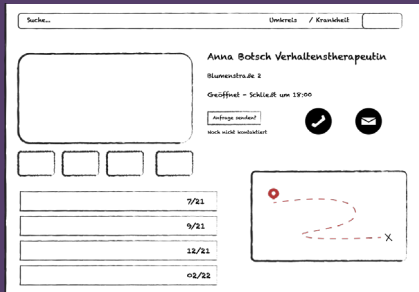 Suche... Umkreis / Krankheit
Anna Botsch Verhaltenstherapeutin
Blumenstraße 2
Geöffnet - Schließt um 18:00
Anfrage senden?
Noch nicht kontaktiert
7/21
9/21
12/21
02/22
X